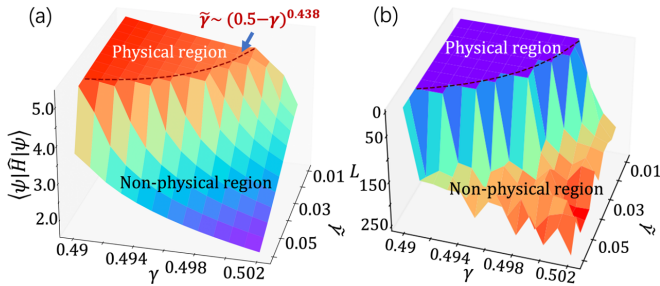 (a)
γ̃ ~ (0.5−γ)^0.438
Physical region
Non-physical region
⟨ψ|Ĥ|ψ⟩
5.0
4.0
3.0
2.0
0.49
0.494
0.498
0.502
γ
0.01
0.03
0.05
γ̃
(b)
Physical region
Non-physical region
L
0
50
150
250
0.49
0.494
0.498
0.502
γ
0.01
0.03
0.05
γ̃